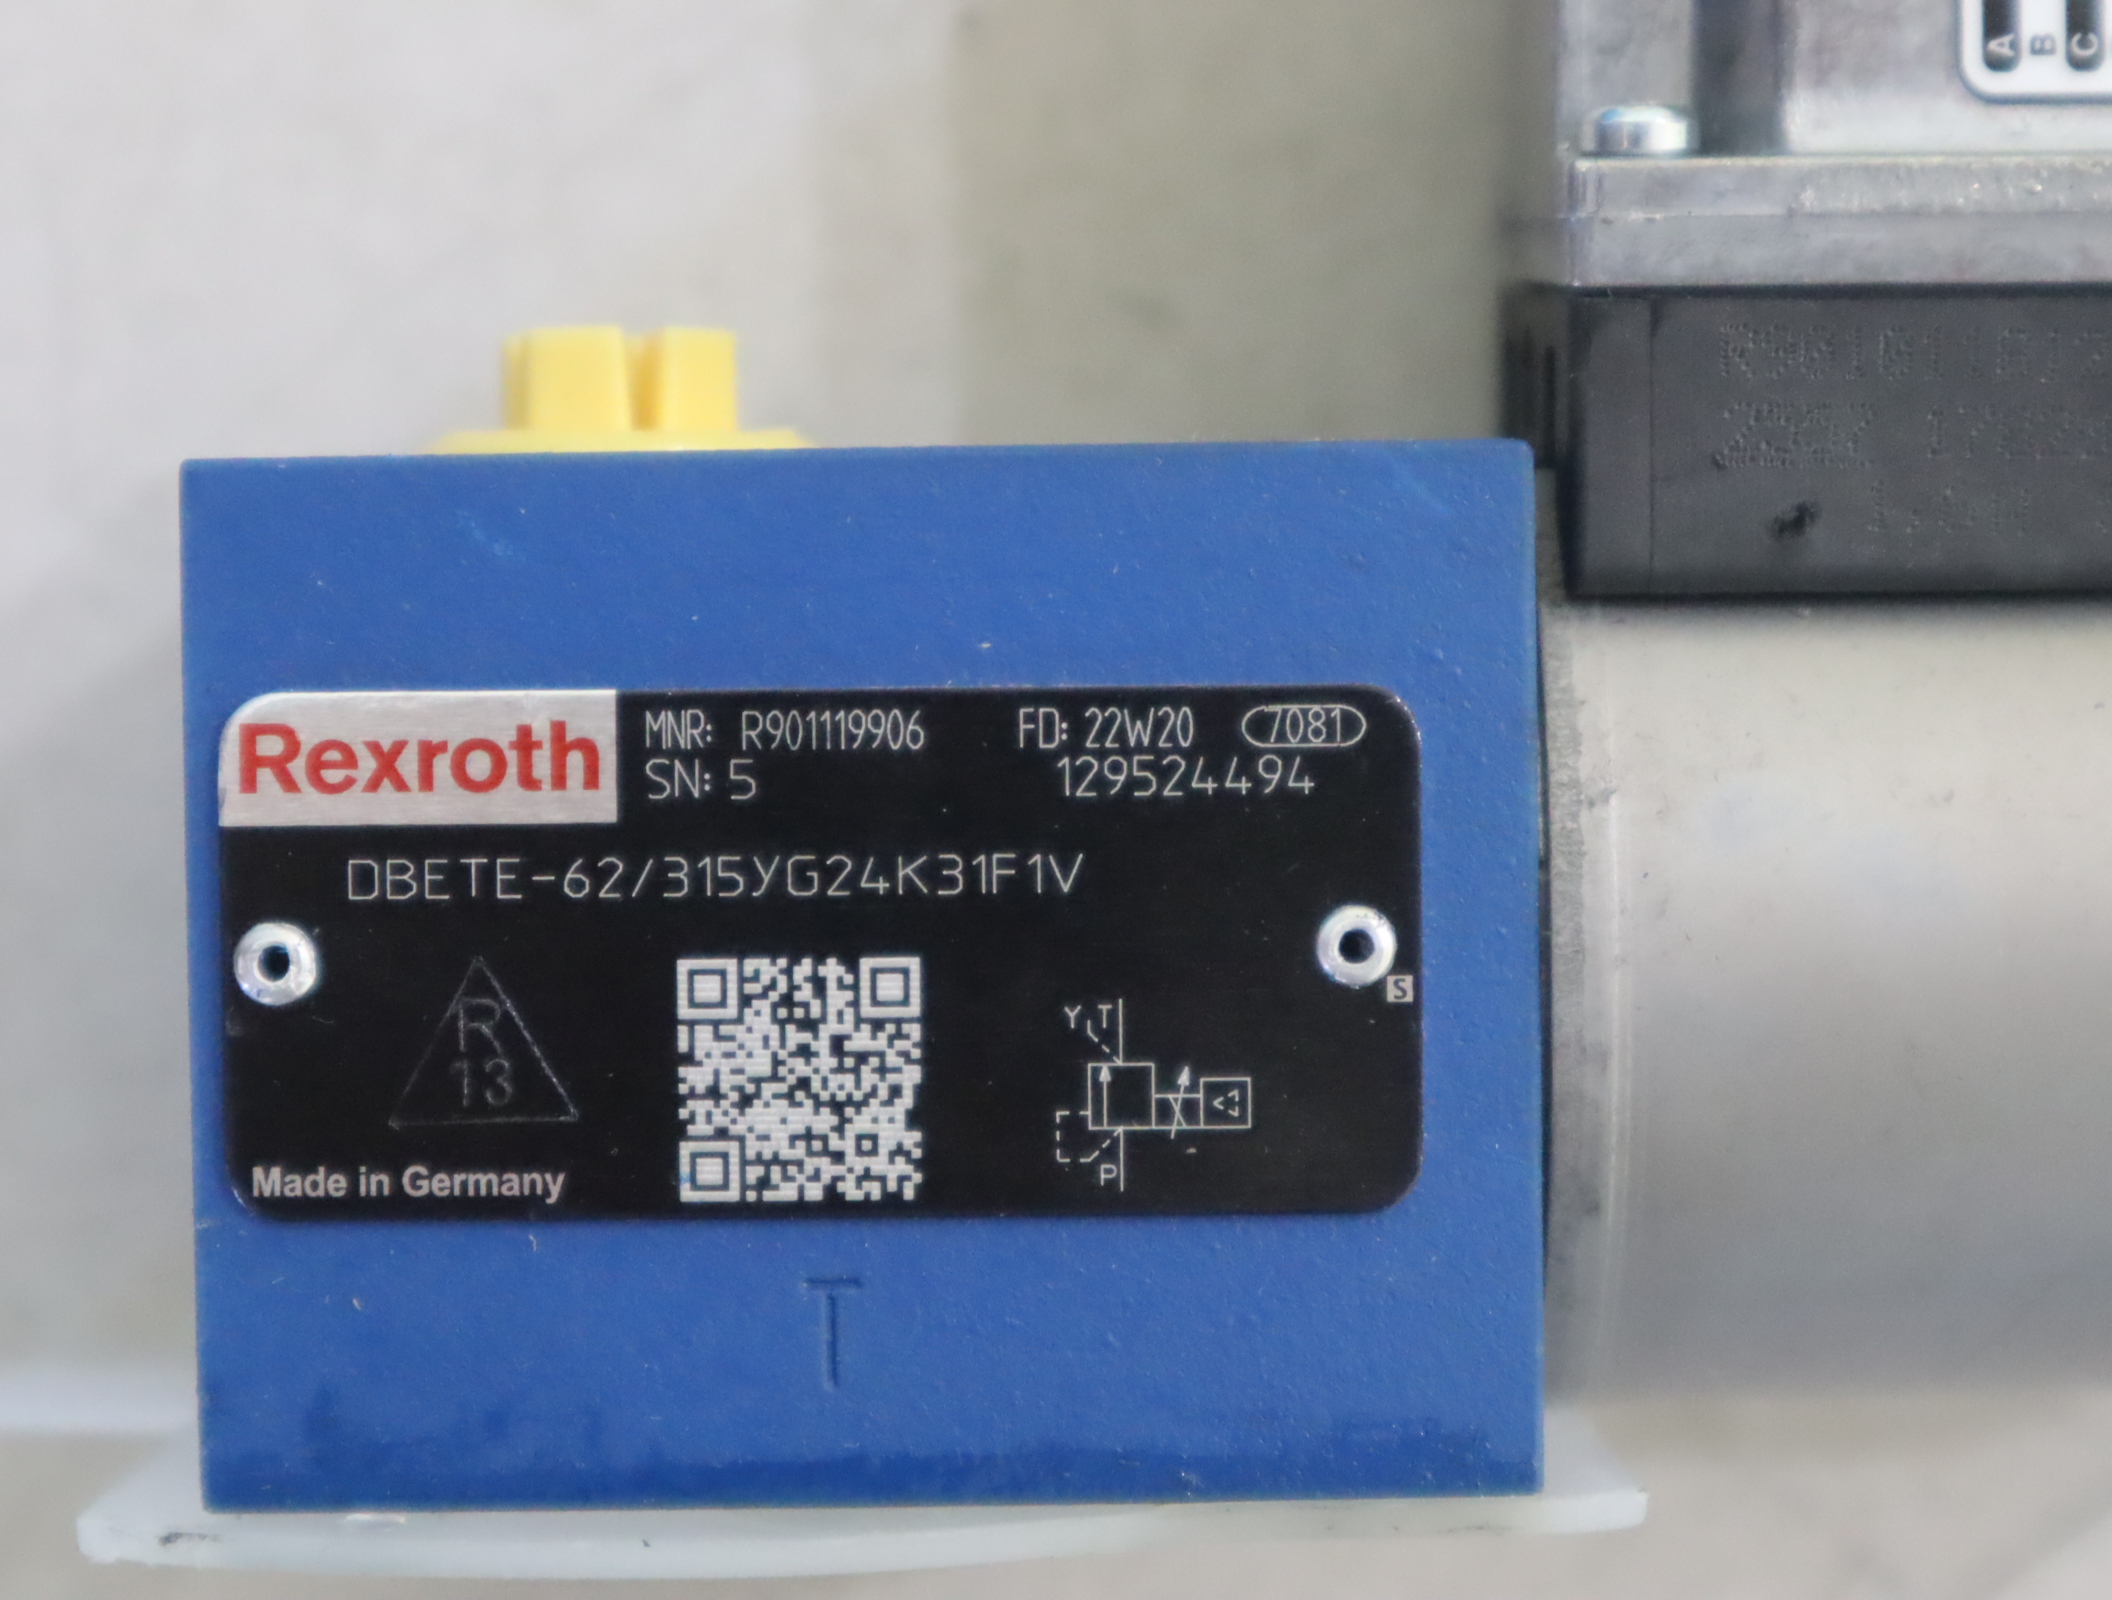 A B C
Rexroth
MNR: R901119906 FD: 22W20 7081
SN: 5 129524494
DBETE-62/315YG24K31F1V
R
13
S
Y T
P
Made in Germany
T